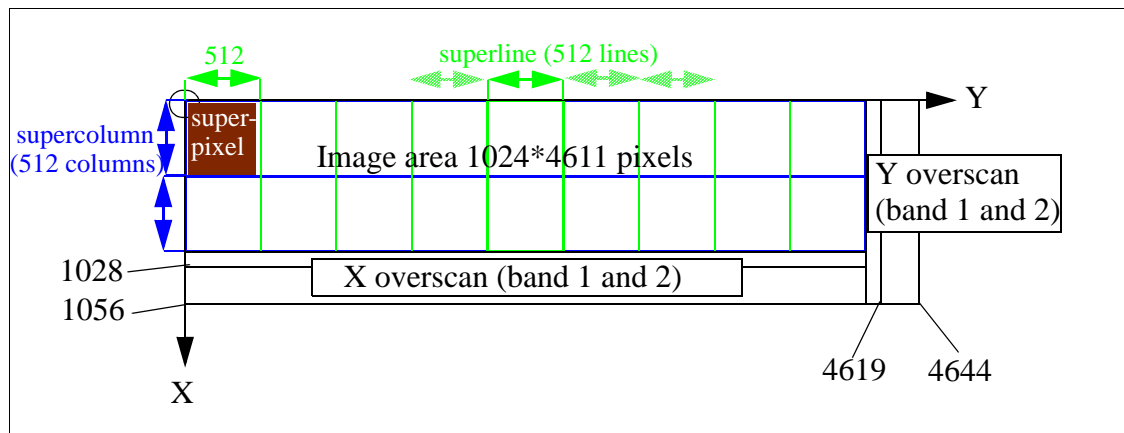 512
superline (512 lines)
Y
supercolumn
(512 columns)
super-
pixel
Image area 1024*4611 pixels
Y overscan
(band 1 and 2)
1028
X overscan (band 1 and 2)
1056
4619
4644
X